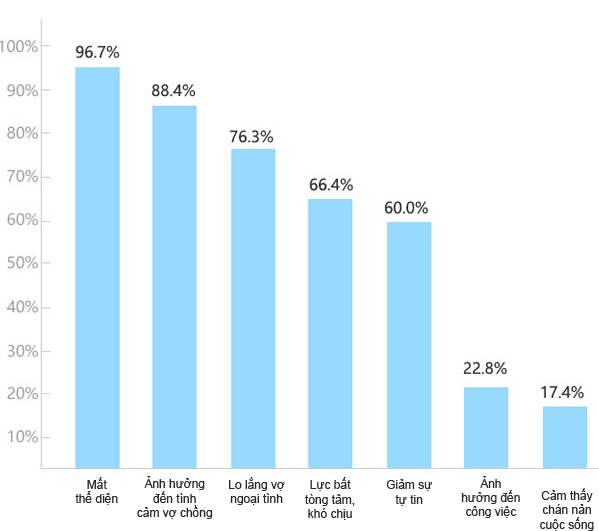 100%
90%
80%
70%
60%
50%
40%
30%
20%
10%
96.7%
88.4%
76.3%
66.4%
60.0%
22.8%
17.4%
Mất
thể diện
Ảnh hưởng
đến tình
cảm vợ chồng
Lo lắng vợ
ngoại tình
Lực bất
tòng tâm,
khó chịu
Giảm sự
tự tin
Ảnh
hưởng đến
công việc
Cảm thấy
chán nản
cuộc sống